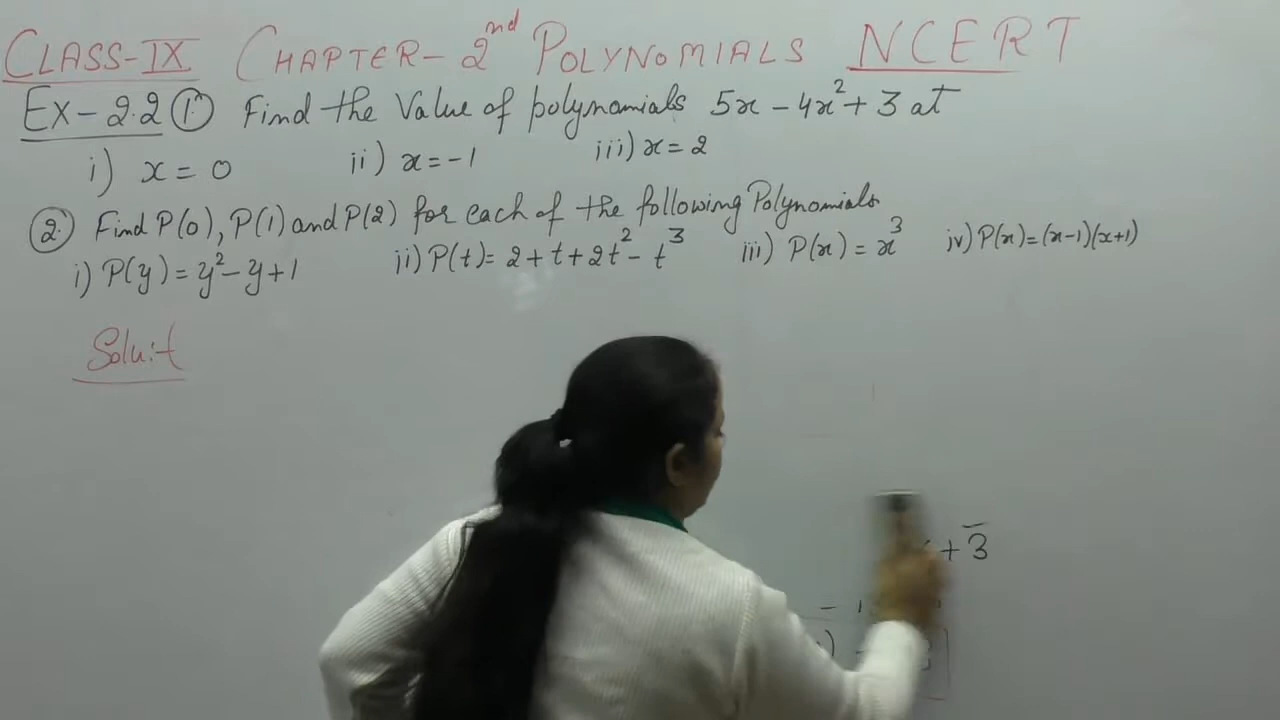 CLASS-IX CHAPTER-2nd POLYNOMIALS NCERT
Ex-2.2 ① Find the Value of polynomials 5x - 4x² + 3 at
i) x = 0 ii) x = -1 iii) x = 2
② Find P(0), P(1) and P(2) for each of the following Polynomials
i) P(y) = y² - y + 1 ii) P(t) = 2 + t + 2t² - t³ iii) P(x) = x³ iv) P(x) = (x-1)(x+1)
Solu:t
+ 3